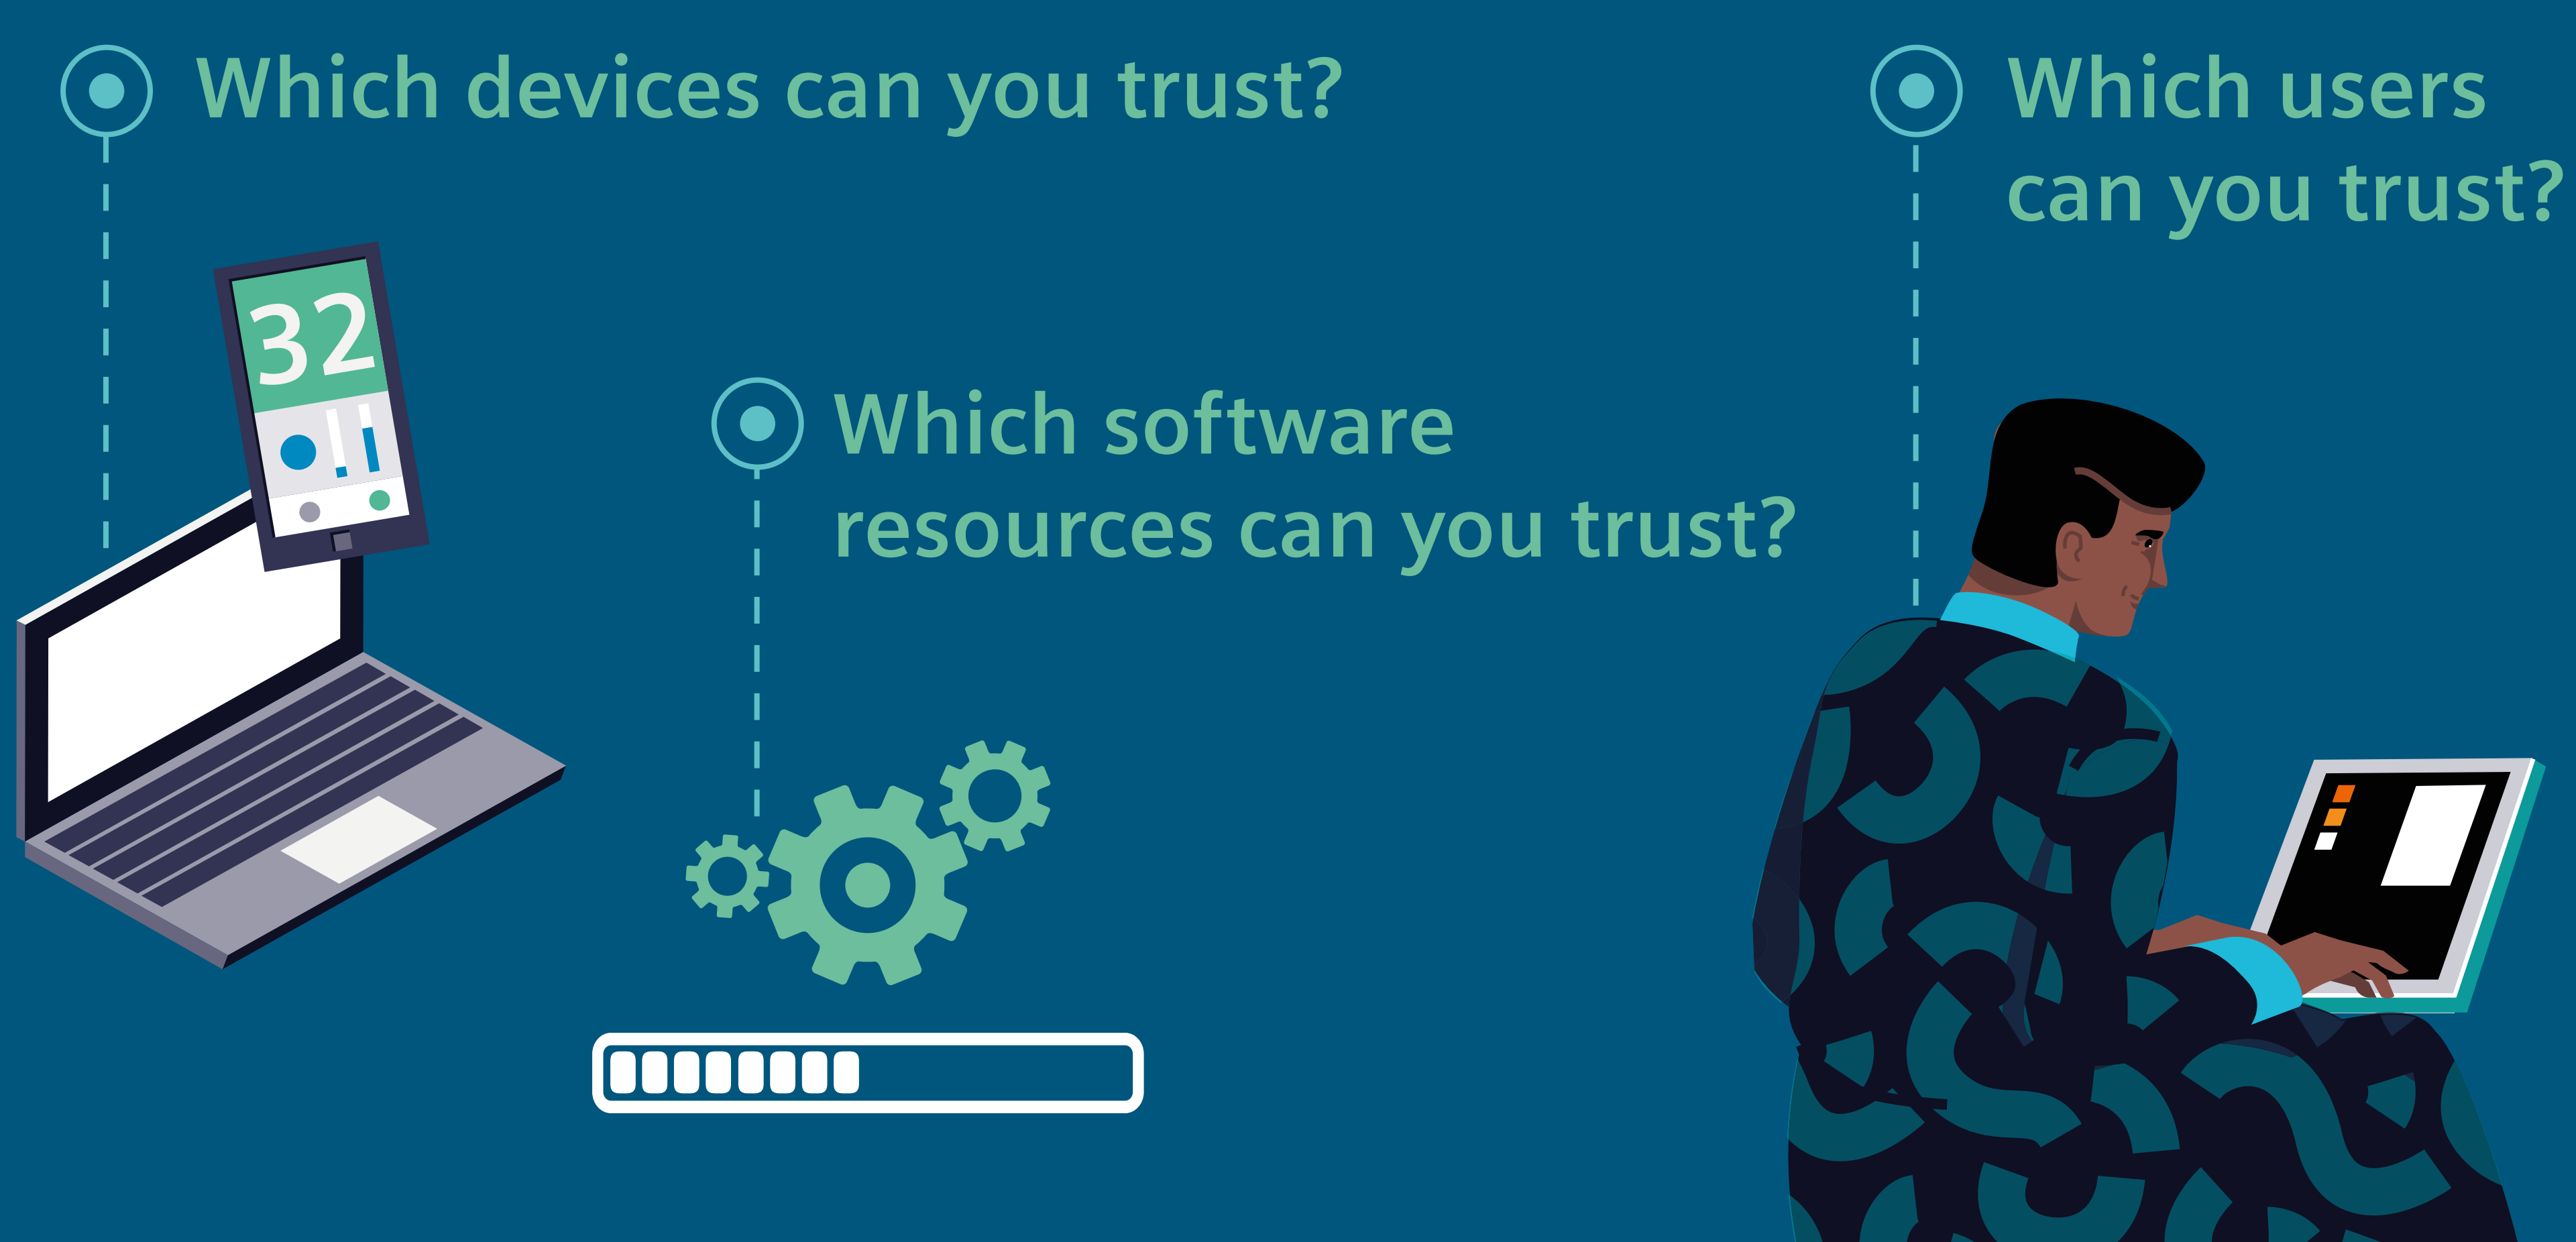 Which devices can you trust?
Which users
can you trust?
32
Which software
resources can you trust?